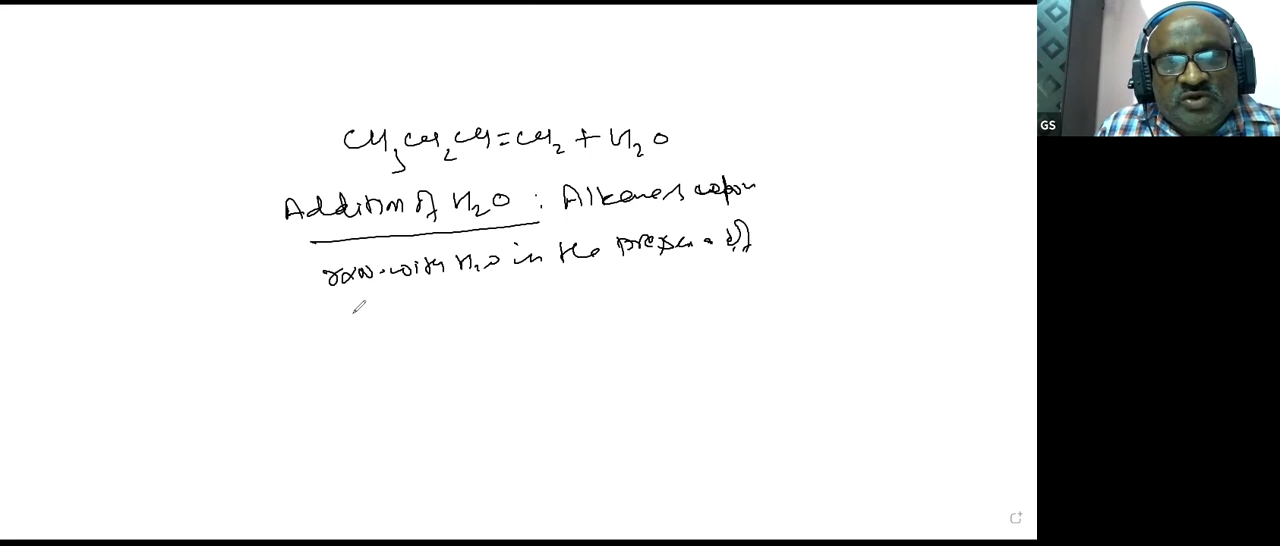 CH3CH2CH=CH2 + H2O
Addition of H2O : Alkenes upon
rxn. with H2O in the presence of
GS